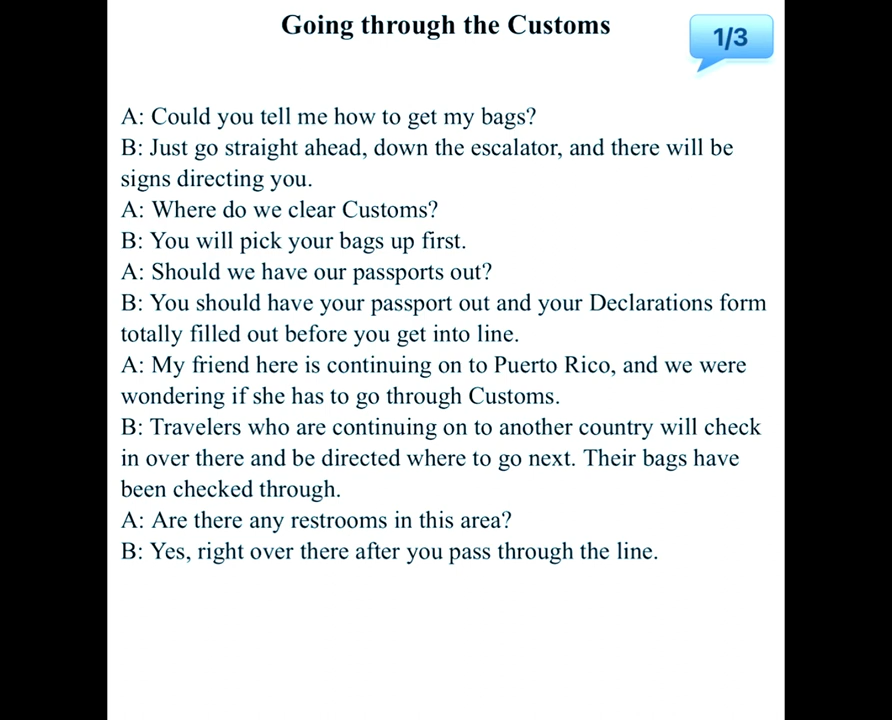 Going through the Customs
1/3
A: Could you tell me how to get my bags?
B: Just go straight ahead, down the escalator, and there will be
signs directing you.
A: Where do we clear Customs?
B: You will pick your bags up first.
A: Should we have our passports out?
B: You should have your passport out and your Declarations form
totally filled out before you get into line.
A: My friend here is continuing on to Puerto Rico, and we were
wondering if she has to go through Customs.
B: Travelers who are continuing on to another country will check
in over there and be directed where to go next. Their bags have
been checked through.
A: Are there any restrooms in this area?
B: Yes, right over there after you pass through the line.